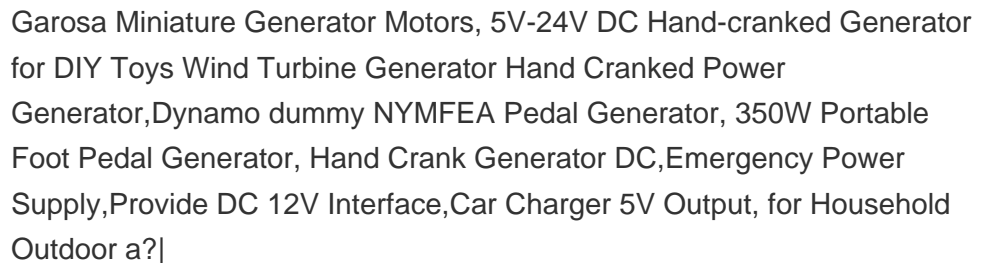 Garosa Miniature Generator Motors, 5V-24V DC Hand-cranked Generator
for DIY Toys Wind Turbine Generator Hand Cranked Power
Generator,Dynamo dummy NYMFEA Pedal Generator, 350W Portable
Foot Pedal Generator, Hand Crank Generator DC,Emergency Power
Supply,Provide DC 12V Interface,Car Charger 5V Output, for Household
Outdoor a?|